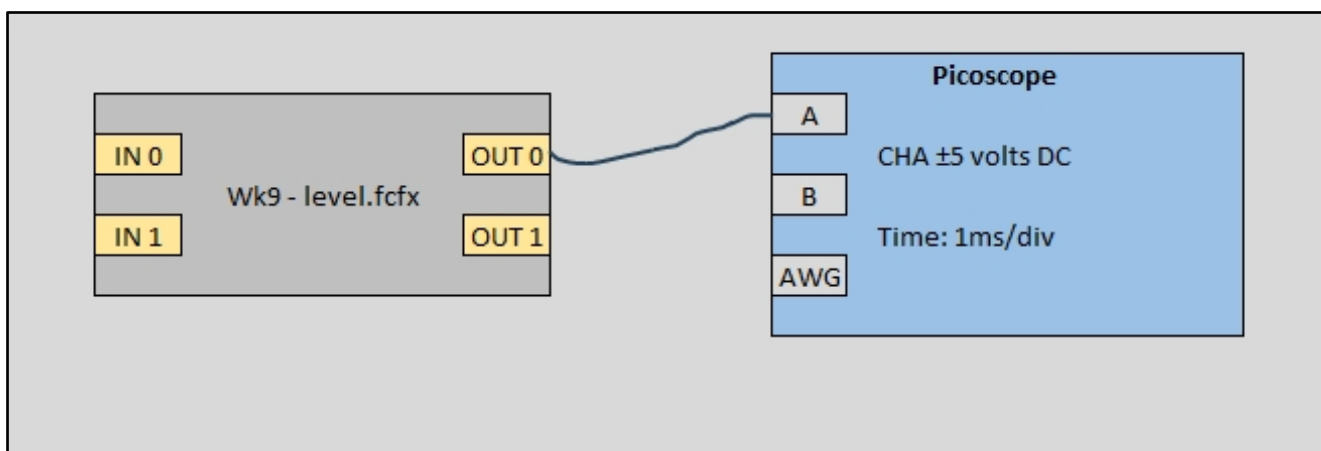 Picoscope
A
IN 0
OUT 0
CHA ±5 volts DC
Wk9 - level.fcfx
B
IN 1
OUT 1
Time: 1ms/div
AWG